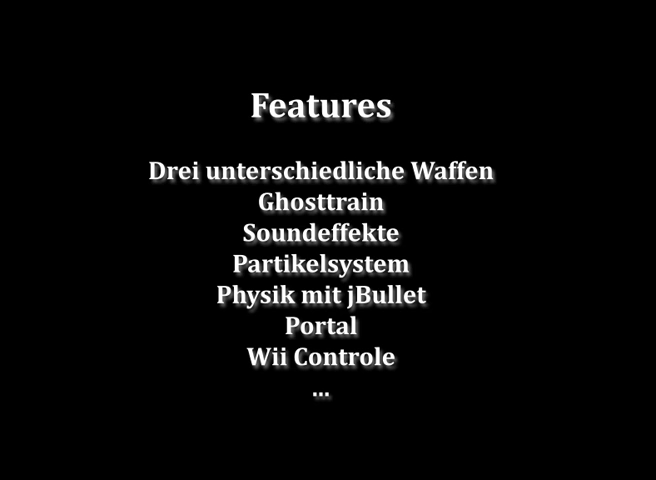 Features
Drei unterschiedliche Waffen
Ghosttrain
Soundeffekte
Partikelsystem
Physik mit jBullet
Portal
Wii Controle
...